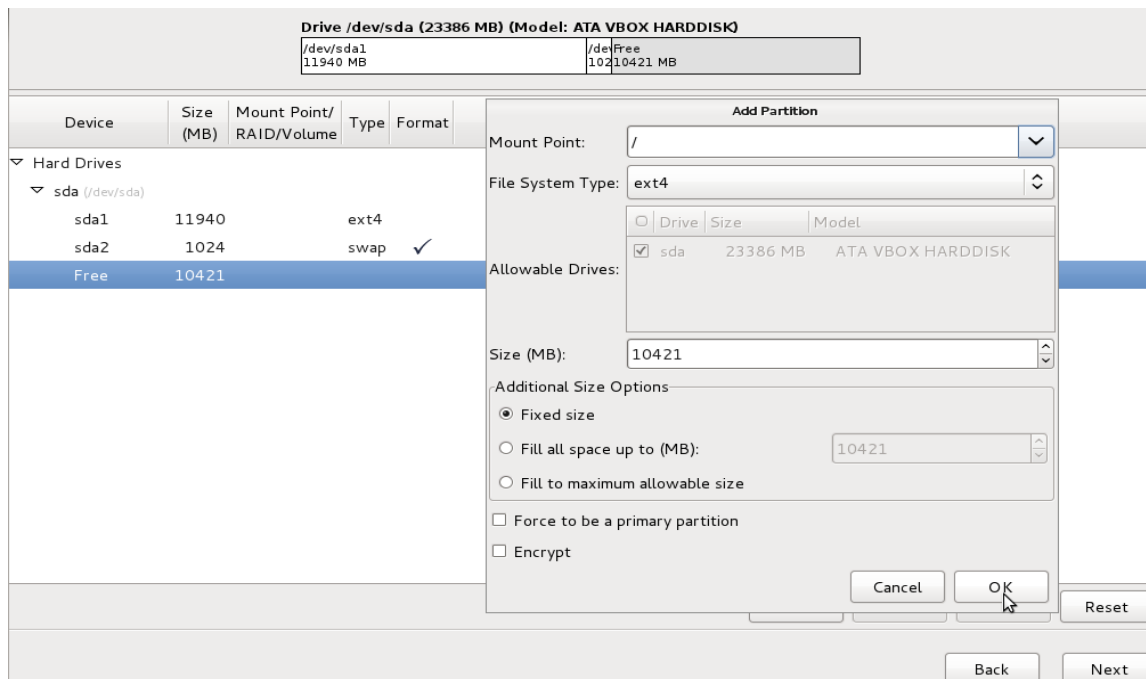 Drive /dev/sda (23386 MB) (Model: ATA VBOX HARDDISK)
/dev/sda1
11940 MB
/de
102
Free
10421 MB
Device
Size
(MB)
Mount Point/
RAID/Volume
Type
Format
Hard Drives
sda (/dev/sda)
sda1 11940 ext4
sda2 1024 swap
Free 10421
Add Partition
Mount Point: /
File System Type: ext4
Drive Size Model
sda 23386 MB ATA VBOX HARDDISK
Allowable Drives:
Size (MB): 10421
Additional Size Options
Fixed size
Fill all space up to (MB): 10421
Fill to maximum allowable size
Force to be a primary partition
Encrypt
Cancel OK
Reset
Back Next